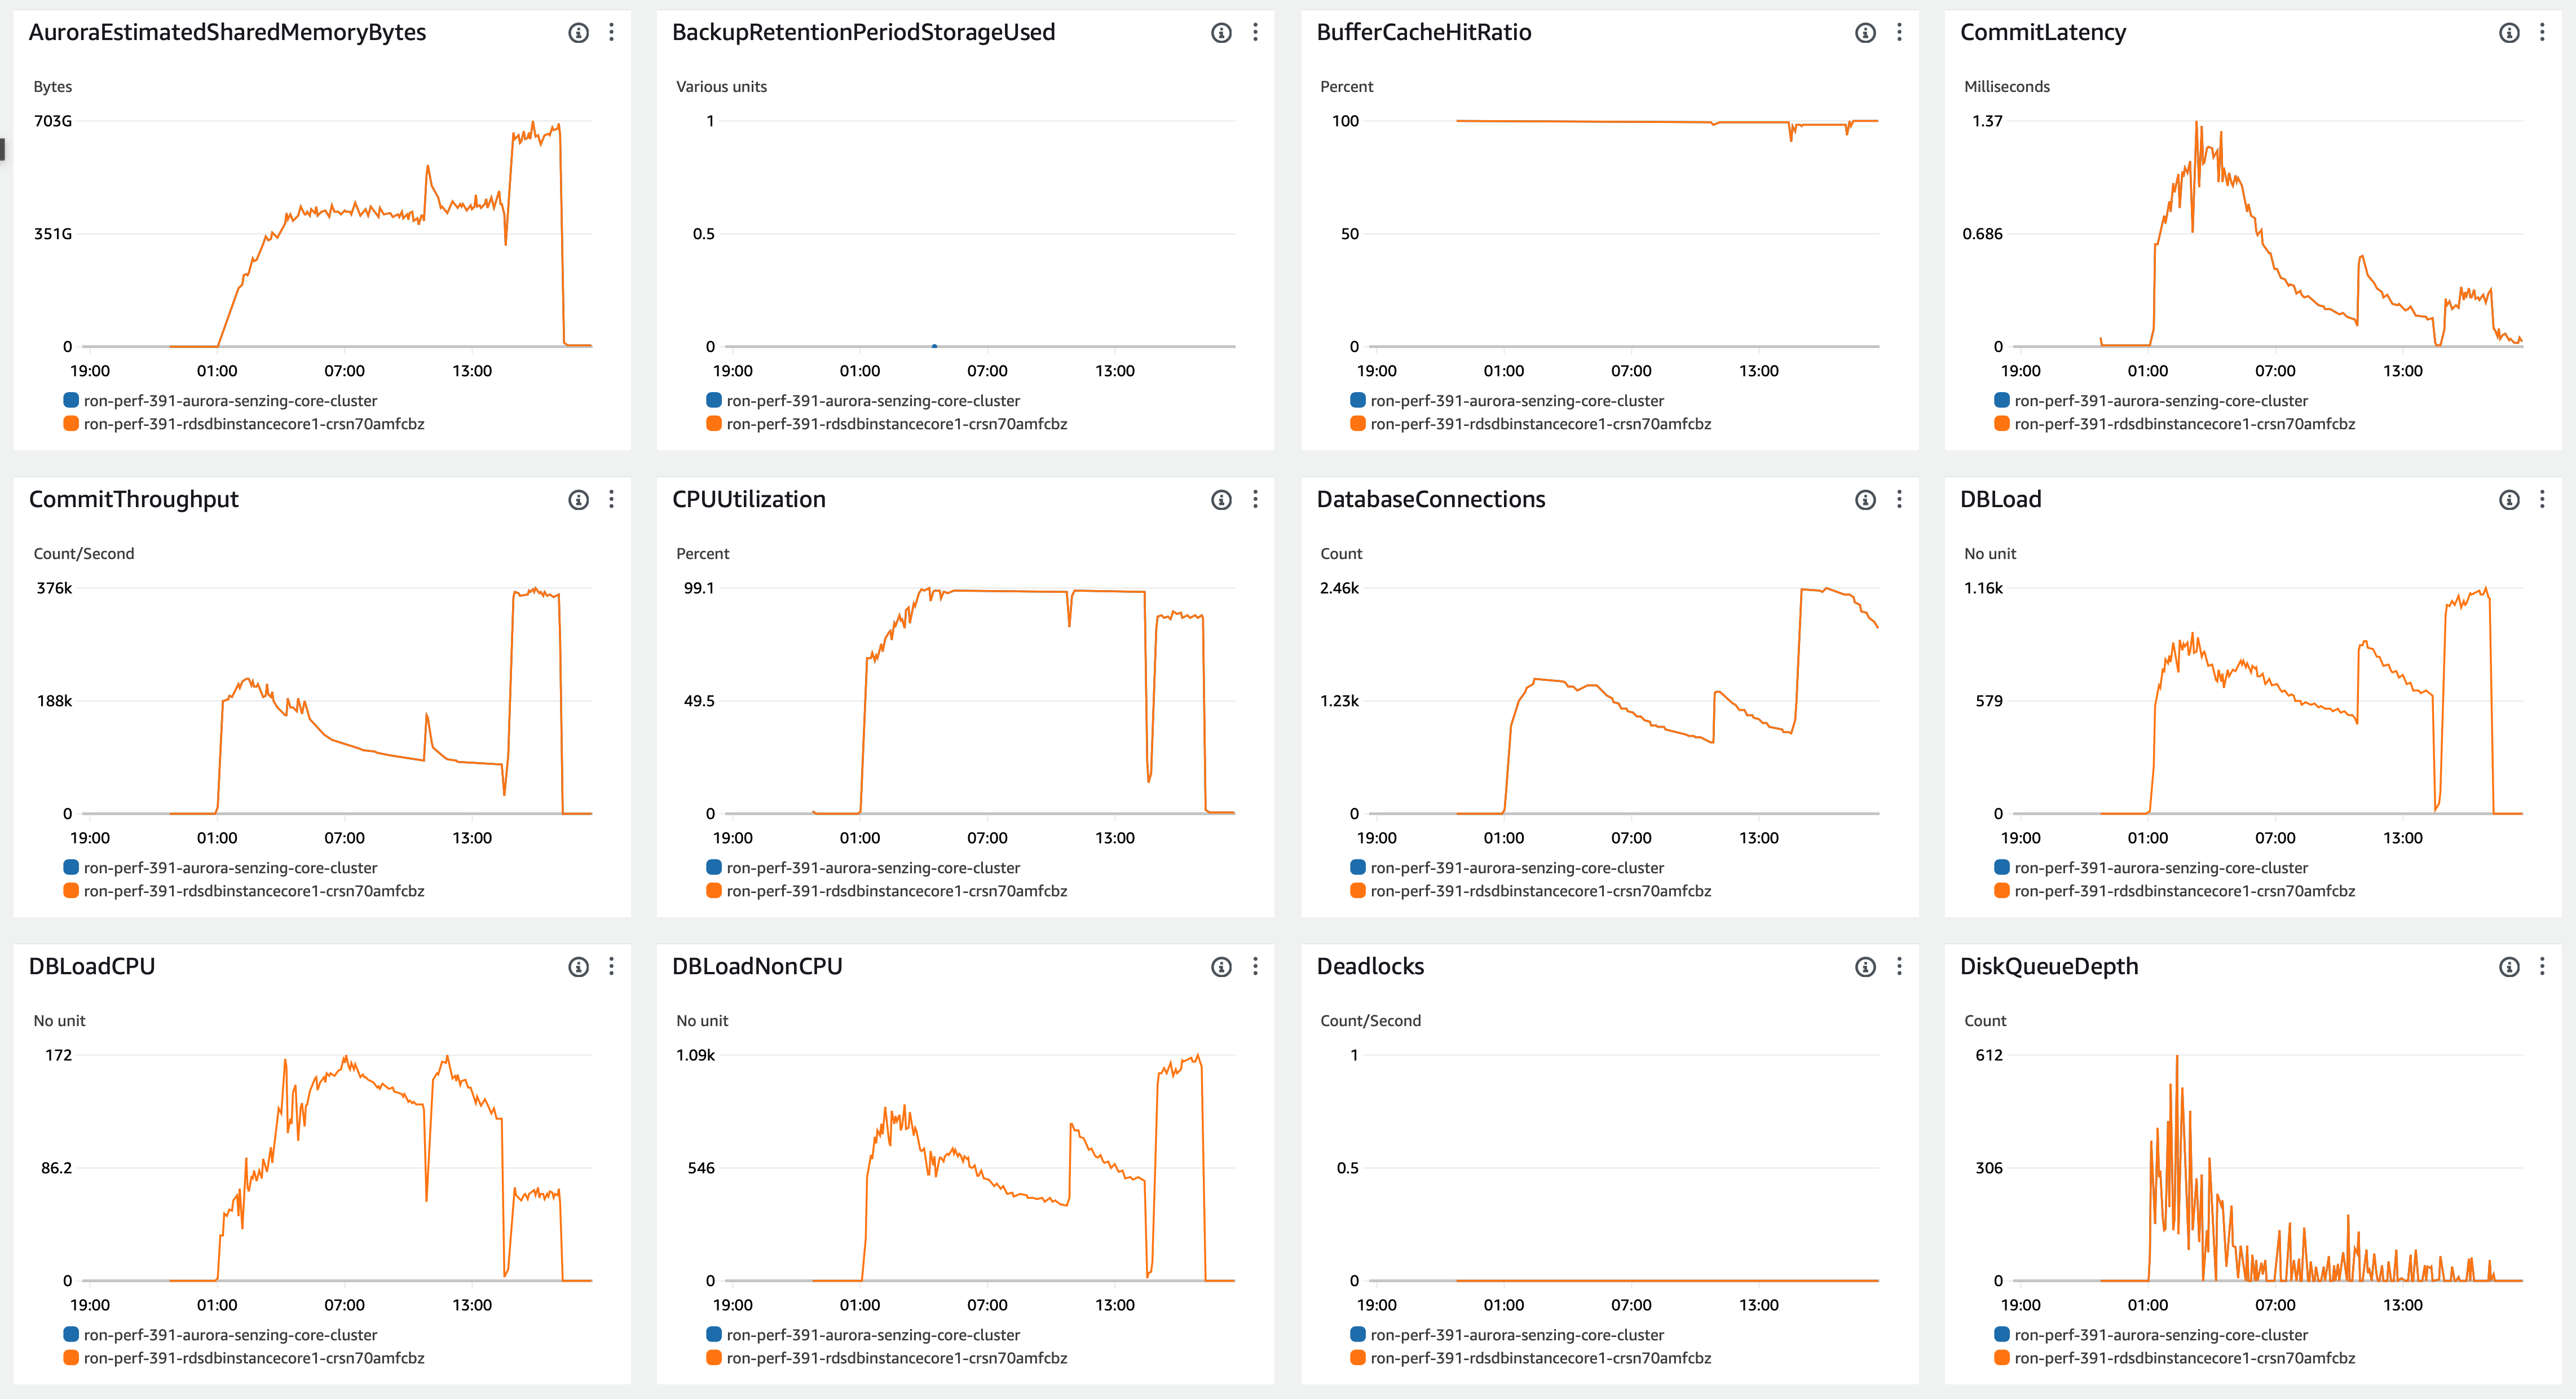 AuroraEstimatedSharedMemoryBytes
Bytes
703G
351G
0
19:00 01:00 07:00 13:00
ron-perf-391-aurora-senzing-core-cluster
ron-perf-391-rdsdbinstancecore1-crsn70amfcbz
BackupRetentionPeriodStorageUsed
Various units
1
0.5
0
19:00 01:00 07:00 13:00
ron-perf-391-aurora-senzing-core-cluster
ron-perf-391-rdsdbinstancecore1-crsn70amfcbz
BufferCacheHitRatio
Percent
100
50
0
19:00 01:00 07:00 13:00
ron-perf-391-aurora-senzing-core-cluster
ron-perf-391-rdsdbinstancecore1-crsn70amfcbz
CommitLatency
Milliseconds
1.37
0.686
0
19:00 01:00 07:00 13:00
ron-perf-391-aurora-senzing-core-cluster
ron-perf-391-rdsdbinstancecore1-crsn70amfcbz
CommitThroughput
Count/Second
376k
188k
0
19:00 01:00 07:00 13:00
ron-perf-391-aurora-senzing-core-cluster
ron-perf-391-rdsdbinstancecore1-crsn70amfcbz
CPUUtilization
Percent
99.1
49.5
0
19:00 01:00 07:00 13:00
ron-perf-391-aurora-senzing-core-cluster
ron-perf-391-rdsdbinstancecore1-crsn70amfcbz
DatabaseConnections
Count
2.46k
1.23k
0
19:00 01:00 07:00 13:00
ron-perf-391-aurora-senzing-core-cluster
ron-perf-391-rdsdbinstancecore1-crsn70amfcbz
DBLoad
No unit
1.16k
579
0
19:00 01:00 07:00 13:00
ron-perf-391-aurora-senzing-core-cluster
ron-perf-391-rdsdbinstancecore1-crsn70amfcbz
DBLoadCPU
No unit
172
86.2
0
19:00 01:00 07:00 13:00
ron-perf-391-aurora-senzing-core-cluster
ron-perf-391-rdsdbinstancecore1-crsn70amfcbz
DBLoadNonCPU
No unit
1.09k
546
0
19:00 01:00 07:00 13:00
ron-perf-391-aurora-senzing-core-cluster
ron-perf-391-rdsdbinstancecore1-crsn70amfcbz
Deadlocks
Count/Second
1
0.5
0
19:00 01:00 07:00 13:00
ron-perf-391-aurora-senzing-core-cluster
ron-perf-391-rdsdbinstancecore1-crsn70amfcbz
DiskQueueDepth
Count
612
306
0
19:00 01:00 07:00 13:00
ron-perf-391-aurora-senzing-core-cluster
ron-perf-391-rdsdbinstancecore1-crsn70amfcbz